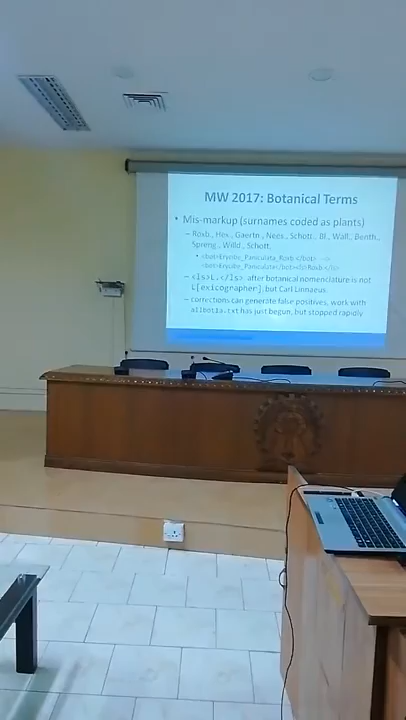 MW 2017: Botanical Terms
• Mis-markup (surnames coded as plants)
– Roxb., Hes., Gaertn., Nees., Schott., Bl., Wall., Benth.,
Spreng., Willd., Schott.
– <ls>L.</ls> after botanical nomenclature is not
L[exicographer], but Carl Linnaeus.
– corrections can generate false positives, work with
has just begun, but stopped rapidly